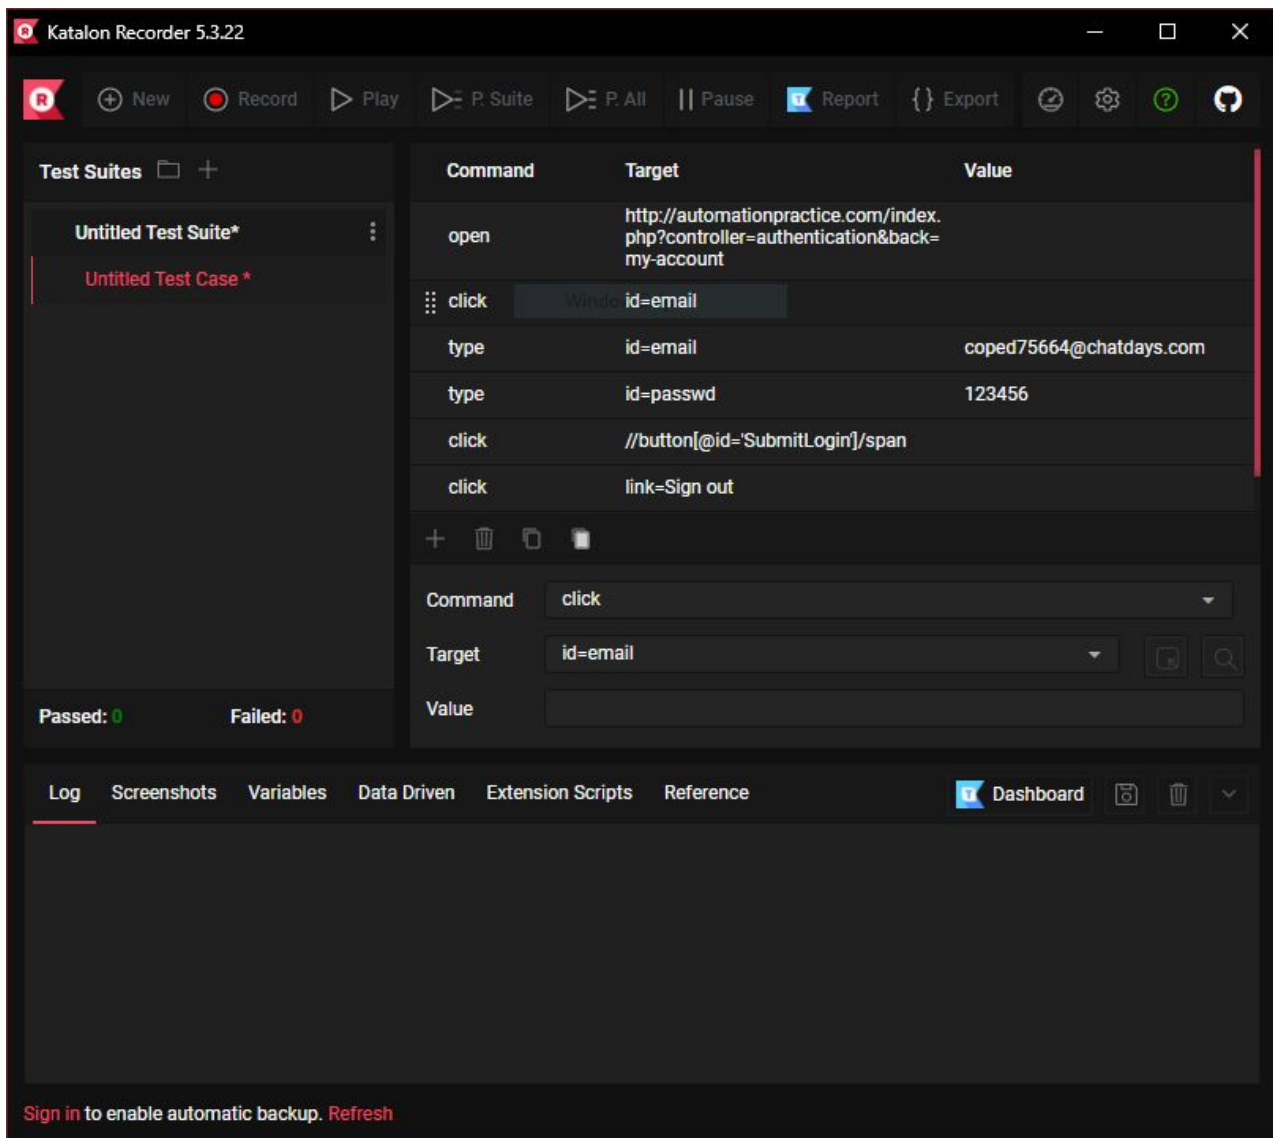 Katalon Recorder 5.3.22
New Record Play P. Suite P. All Pause Report {} Export
Test Suites
Untitled Test Suite*
Untitled Test Case *
Passed: 0 Failed: 0
Command Target Value
open http://automationpractice.com/index.
php?controller=authentication&back=
my-account
click id=email
type id=email coped75664@chatdays.com
type id=passwd 123456
click //button[@id='SubmitLogin']/span
click link=Sign out
Command click
Target id=email
Value
Log Screenshots Variables Data Driven Extension Scripts Reference Dashboard
Sign in to enable automatic backup. Refresh